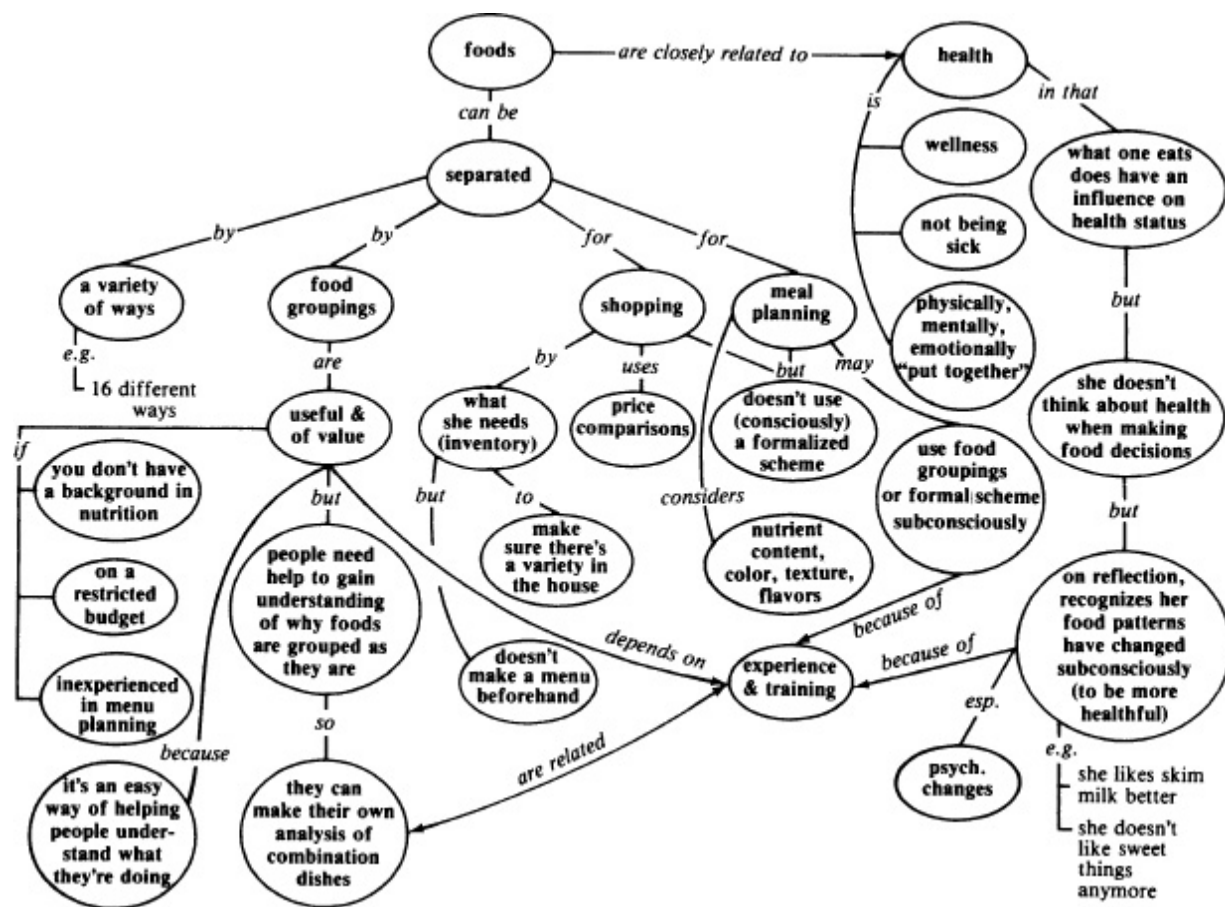 foods
are closely related to
health
can be
is
in that
separated
wellness
what one eats
does have an
influence on
health status
by
by
for
for
not being
sick
a variety
of ways
food
groupings
shopping
meal
planning
but
physically,
mentally,
emotionally
"put together"
e.g.
16 different
ways
are
by
uses
but
may
if
useful &
of value
what
she needs
(inventory)
price
comparisons
doesn't use
(consciously)
a formalized
scheme
she doesn't
think about health
when making
food decisions
you don't have
a background in
nutrition
but
but
to
considers
use food
groupings
or formal scheme
subconsciously
but
on a
restricted
budget
people need
help to gain
understanding
of why foods
are grouped as
they are
make
sure there's
a variety in
the house
nutrient
content,
color, texture,
flavors
because of
on reflection,
recognizes her
food patterns
have changed
subconsciously
(to be more
healthful)
inexperienced
in menu
planning
doesn't
make a menu
beforehand
depends on
experience
& training
because of
esp.
because
so
are related
psych.
changes
e.g.
she likes skim
milk better
she doesn't
like sweet
things
anymore
it's an easy
way of helping
people under-
stand what
they're doing
they can
make their own
analysis of
combination
dishes